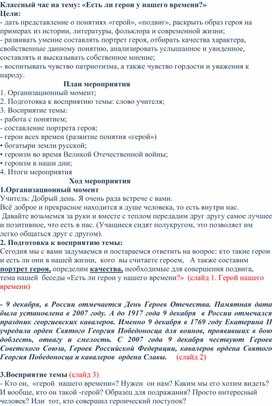 Классный час на тему: «Есть ли герои у нашего времени?»
Цели:
- дать представление о понятиях «герой», «подвиг», раскрыть образ героя на
примерах из истории, литературы, фольклора и современной жизни;
- развивать умение составлять портрет героя, отбирать качества характера,
свойственные данному понятию, анализировать услышанное и увиденное,
составлять и высказывать собственное мнение;
- воспитывать чувство патриотизма, а также чувство гордости и уважения к
народу.
План мероприятия
1. Организационный момент;
2. Подготовка к восприятию темы: слово учителя;
3. Восприятие темы:
- работа с понятием;
- составление портрета героя;
- герои всех времен (развитие понятия «герой»)
• богатыри земли русской;
• героизм во время Великой Отечественной войны;
• героизм в наши дни;
4. Итоги мероприятия
Ход мероприятия
1.Организационный момент
Учитель: Добрый день. Я очень рада встрече с вами.
Всё доброе и прекрасное находится в душе человека, то есть внутри нас.
Давайте возьмемся за руки и вместе с теплом передадим друг другу самое лучшее
и позитивное, что есть в нас. (Учащиеся сидят полукругом, это позволяет им
легко общаться друг с другом).
2. Подготовка к восприятию темы:
Сегодня мы с вами задумаемся и постараемся ответить на вопрос: кто такие герои
и есть ли они в нашей жизни, кого вы считаете героем, А также составим
портрет героя, определим качества, необходимые для совершения подвига,
тема нашей беседы «Есть ли герои у нашего времени?» (слайд 1. Герой нашего
времени)
- 9 декабря, в России отмечается День Героев Отечества. Памятная дата
была установлена в 2007 году. А до 1917 года 9 декабря в России отмечался
праздник георгиевских кавалеров. Именно 9 декабря в 1769 году Екатерина II
учредила орден Святого Георгия Победоносца для воинов, проявивших в бою
доблесть, отвагу и смелость. С 2007 года 9 декабря чествуют Героев
Советского Союза, Героев Российской Федерации, кавалеров ордена Святого
Георгия Победоносца и кавалеров ордена Славы. (слайд 2)
3.Восприятие темы (слайд 3)
- Кто он, «герой нашего времени»? Нужен он нам? Каким мы его хотим видеть?
И вообще, кто он такой -герой? Образец для подражания? Просто интересный
человек? Или тот, кто совершал героический поступок?